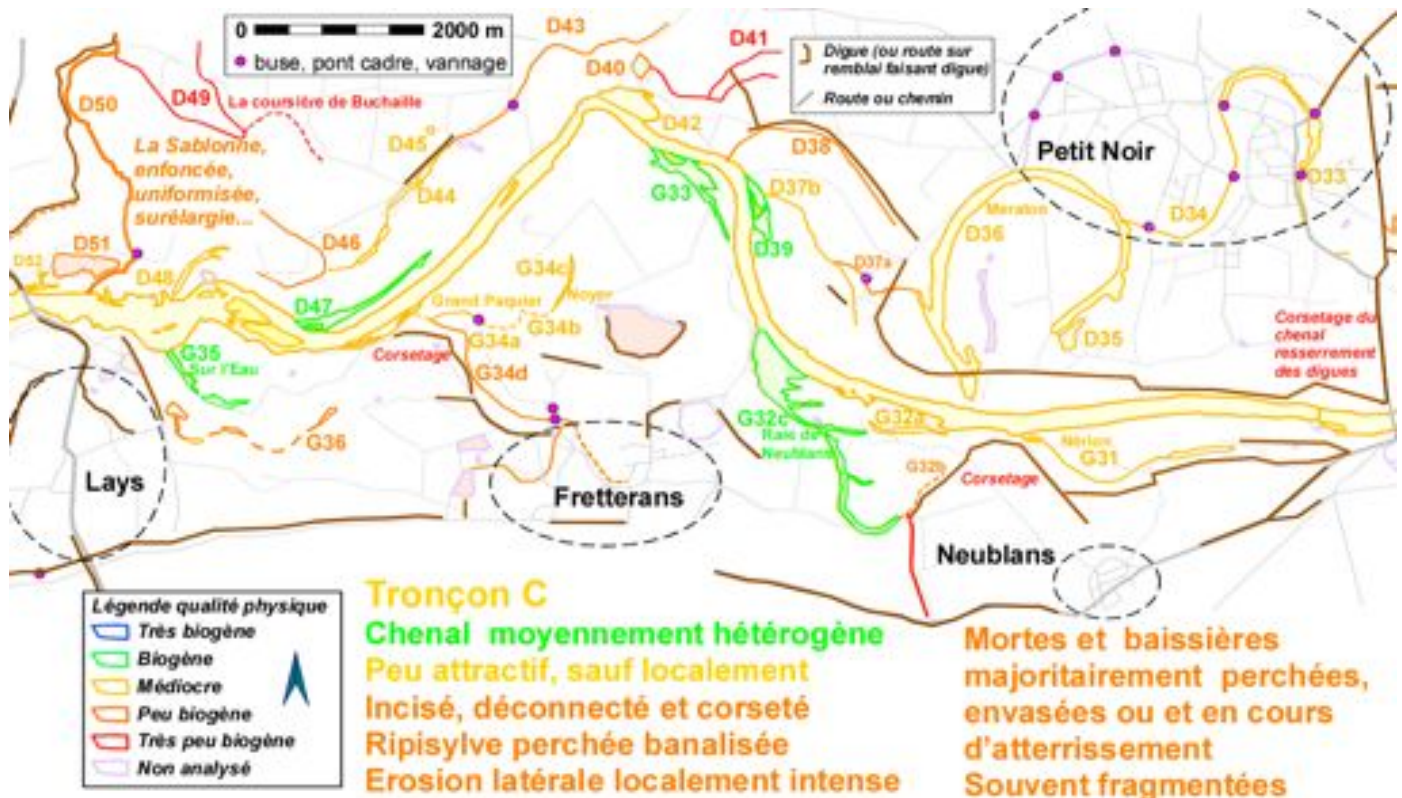 0 2000 m
buse, pont cadre, vannage
D43
D41
D40
Digue (ou route sur
remblai faisant digue)
Route ou chemin
D50
D49
La coursière de Buchaille
D45
D42
D38
Petit Noir
D33
La Sablonne,
enfoncée,
uniformisée,
surélargie...
D44
G33
D37b
D34
Meraton
D36
D46
D51
D52
D48
D39
D37a
G34c
Grand Paquier
Noyer
D47
G34b
G34a
D35
Corsetage du
chenal
resserrement
des digues
G35
Sur l'Eau
Corsetage
G34d
G32c
Raie de
Neublans
G32a
Nérion
G31
G36
G32b
Corsetage
Lays
Fretterans
Neublans
Légende qualité physique
Très biogène
Biogène
Médiocre
Peu biogène
Très peu biogène
Non analysé
Tronçon C
Chenal moyennement hétérogène
Peu attractif, sauf localement
Incisé, déconnecté et corseté
Ripisylve perchée banalisée
Erosion latérale localement intense
Mortes et baissières
majoritairement perchées,
envasées ou et en cours
d'atterrissement
Souvent fragmentées